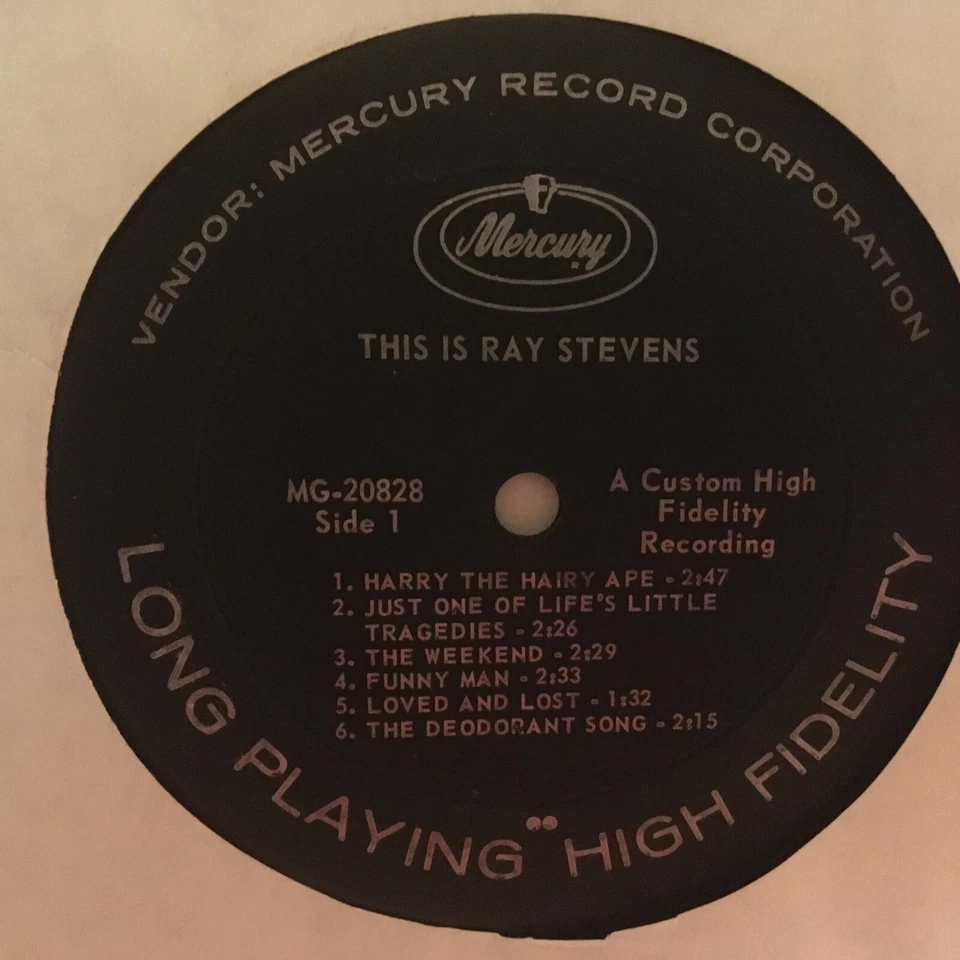 VENDOR: MERCURY RECORD CORPORATION
Mercury
®
THIS IS RAY STEVENS
MG-20828
Side 1
A Custom High
Fidelity
Recording
1. HARRY THE HAIRY APE - 2:47
2. JUST ONE OF LIFE'S LITTLE
TRAGEDIES - 2:26
3. THE WEEKEND - 2:29
4. FUNNY MAN - 2:33
5. LOVED AND LOST - 1:32
6. THE DEODORANT SONG - 2:15
LONG PLAYING •• HIGH FIDELITY